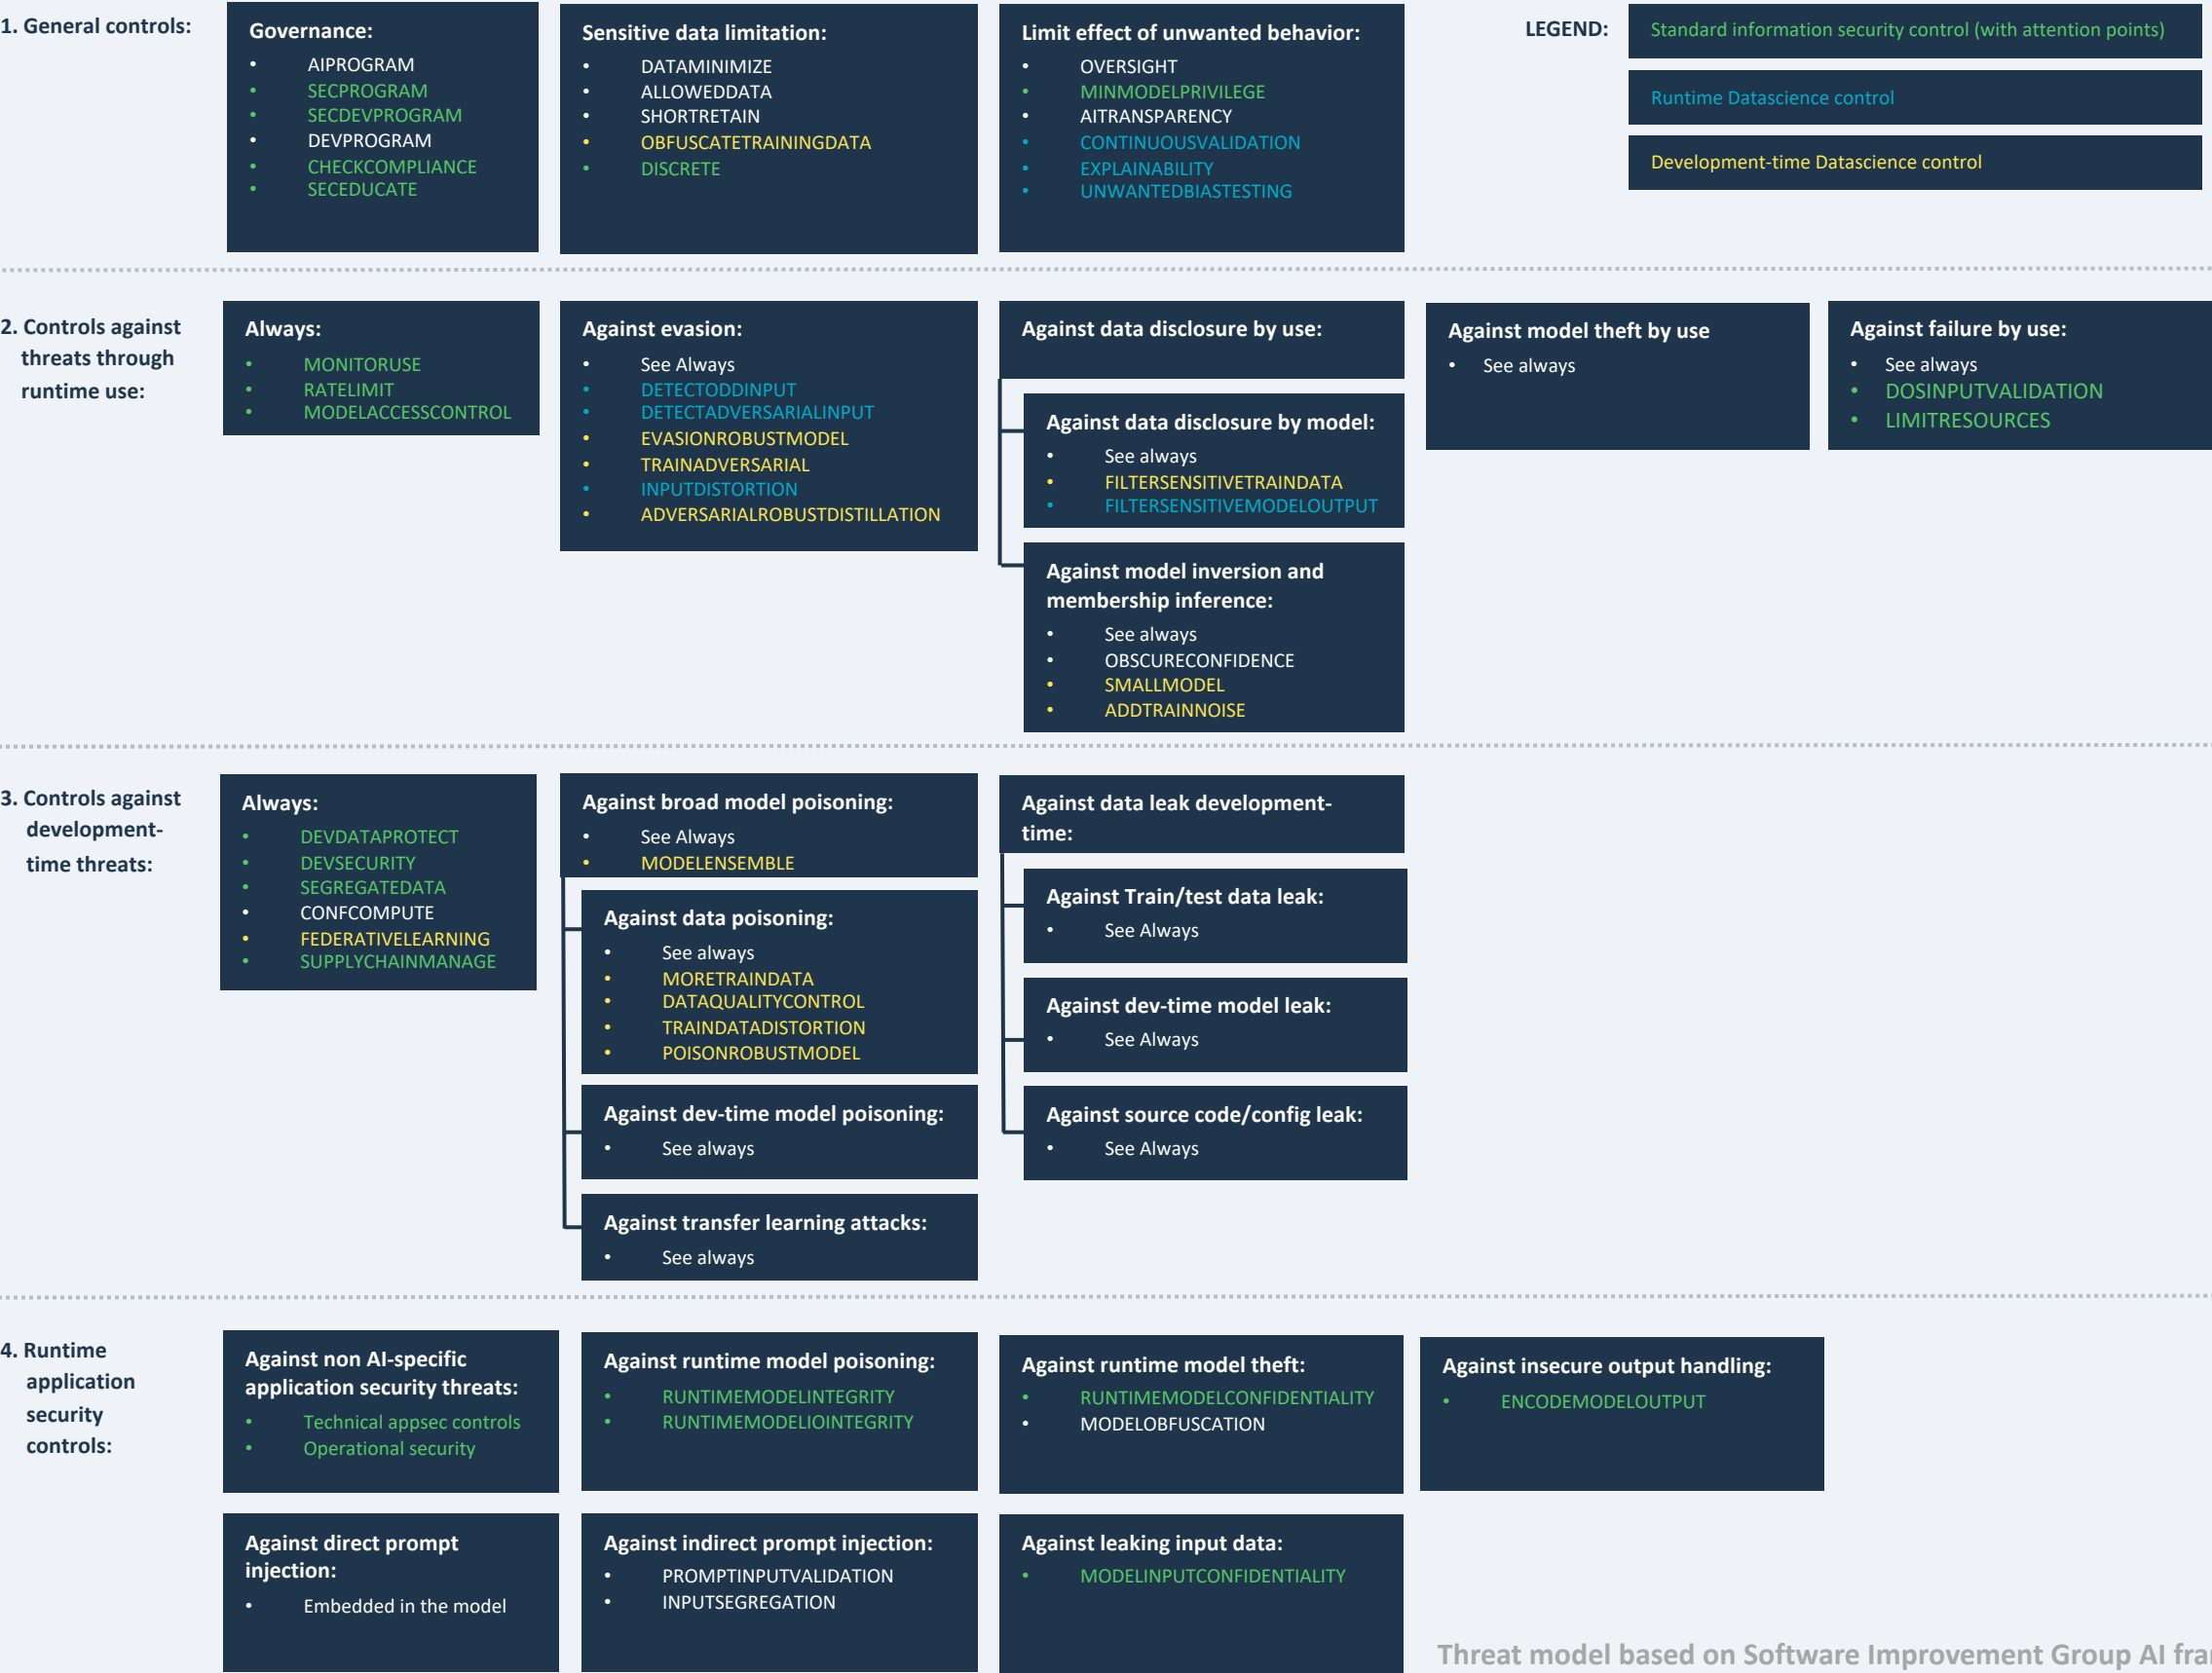 1. General controls:
Governance:
• AIPROGRAM
• SECPROGRAM
• SECDEVPROGRAM
• DEVPROGRAM
• CHECKCOMPLIANCE
• SECEDUCATE
Sensitive data limitation:
• DATAMINIMIZE
• ALLOWEDDATA
• SHORTRETAIN
• OBFUSCATETRAININGDATA
• DISCRETE
Limit effect of unwanted behavior:
• OVERSIGHT
• MINMODELPRIVILEGE
• AITRANSPARENCY
• CONTINUOUSVALIDATION
• EXPLAINABILITY
• UNWANTEDBIASTESTING
LEGEND:
Standard information security control (with attention points)
Runtime Datascience control
Development-time Datascience control
2. Controls against
threats through
runtime use:
Always:
• MONITORUSE
• RATELIMIT
• MODELACCESSCONTROL
Against evasion:
• See Always
• DETECTODDINPUT
• DETECTADVERSARIALINPUT
• EVASIONROBUSTMODEL
• TRAINADVERSARIAL
• INPUTDISTORTION
• ADVERSARIALROBUSTDISTILLATION
Against data disclosure by use:
Against data disclosure by model:
• See always
• FILTERSENSITIVETRAINDATA
• FILTERSENSITIVEMODELOUTPUT
Against model inversion and
membership inference:
• See always
• OBSCURECONFIDENCE
• SMALLMODEL
• ADDTRAINNOISE
Against model theft by use
• See always
Against failure by use:
• See always
• DOSINPUTVALIDATION
• LIMITRESOURCES
3. Controls against
development-
time threats:
Always:
• DEVDATAPROTECT
• DEVSECURITY
• SEGREGATEDATA
• CONFCOMPUTE
• FEDERATIVELEARNING
• SUPPLYCHAINMANAGE
Against broad model poisoning:
• See Always
• MODELENSEMBLE
Against data poisoning:
• See always
• MORETRAINDATA
• DATAQUALITYCONTROL
• TRAINDATADISTORTION
• POISONROBUSTMODEL
Against dev-time model poisoning:
• See always
Against transfer learning attacks:
• See always
Against data leak development-
time:
Against Train/test data leak:
• See Always
Against dev-time model leak:
• See Always
Against source code/config leak:
• See Always
4. Runtime
application
security
controls:
Against non AI-specific
application security threats:
• Technical appsec controls
• Operational security
Against runtime model poisoning:
• RUNTIMEMODELINTEGRITY
• RUNTIMEMODELIOINTEGRITY
Against runtime model theft:
• RUNTIMEMODELCONFIDENTIALITY
• MODELOBFUSCATION
Against insecure output handling:
• ENCODEMODELOUTPUT
Against direct prompt
injection:
• Embedded in the model
Against indirect prompt injection:
• PROMPTINPUTVALIDATION
• INPUTSEGREGATION
Against leaking input data:
• MODELINPUTCONFIDENTIALITY
Threat model based on Software Improvement Group AI fra